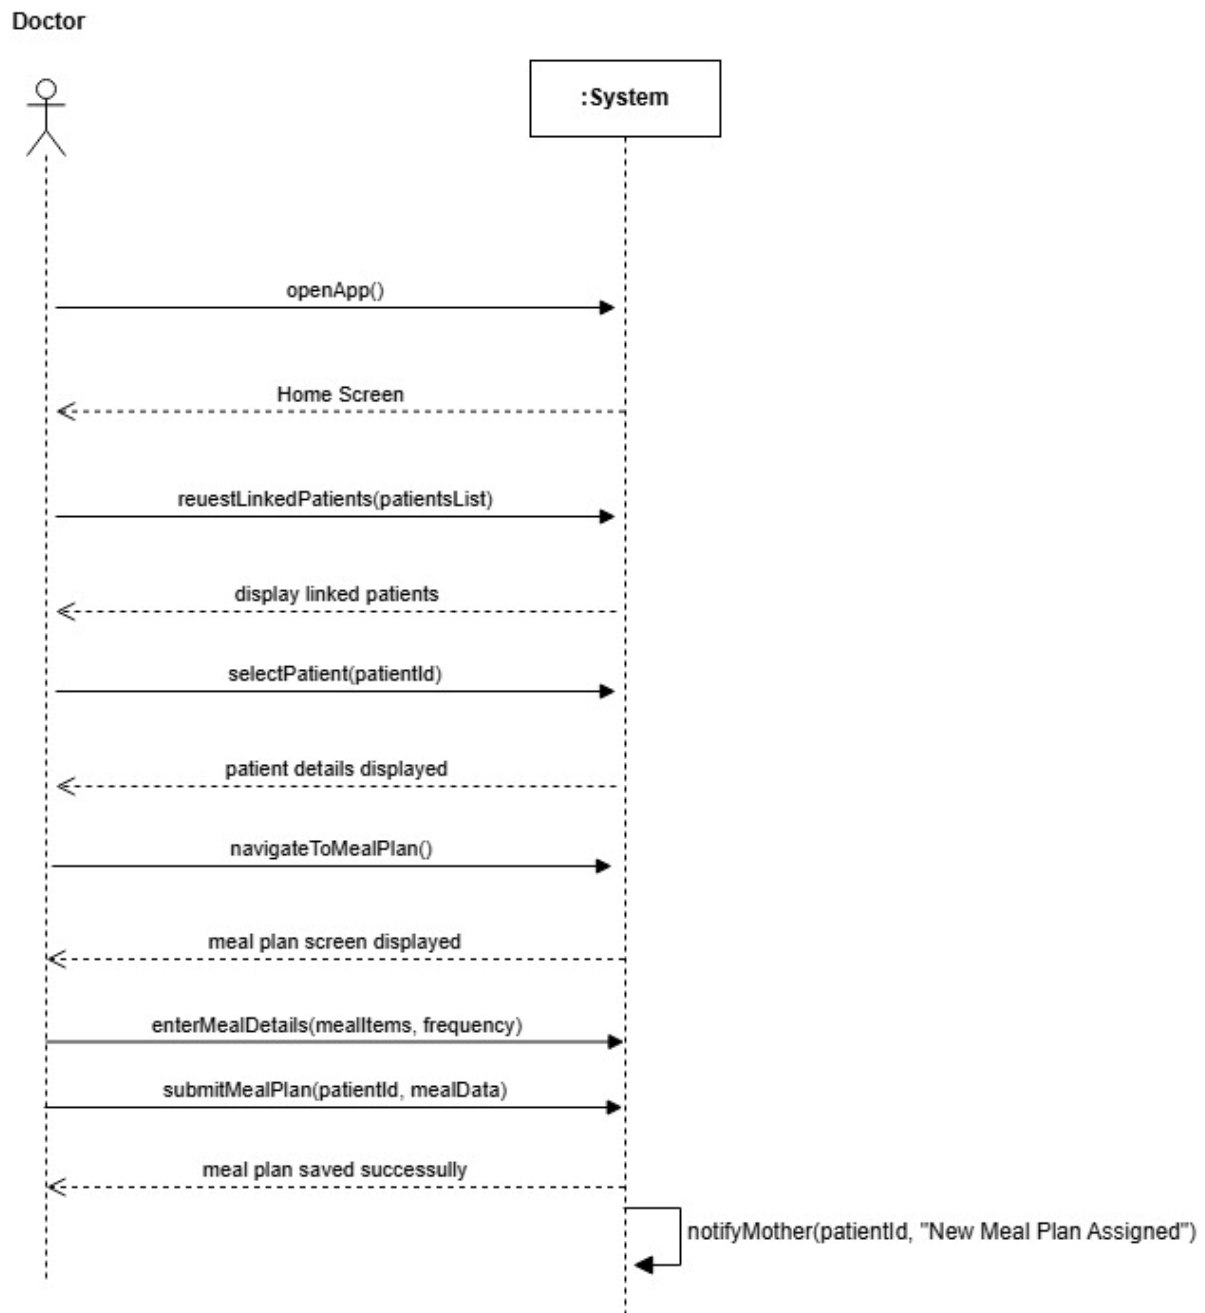 Doctor
:System
openApp()
Home Screen
reuestLinkedPatients(patientsList)
display linked patients
selectPatient(patientId)
patient details displayed
navigateToMealPlan()
meal plan screen displayed
enterMealDetails(mealItems, frequency)
submitMealPlan(patientId, mealData)
meal plan saved successully
notifyMother(patientId, "New Meal Plan Assigned")